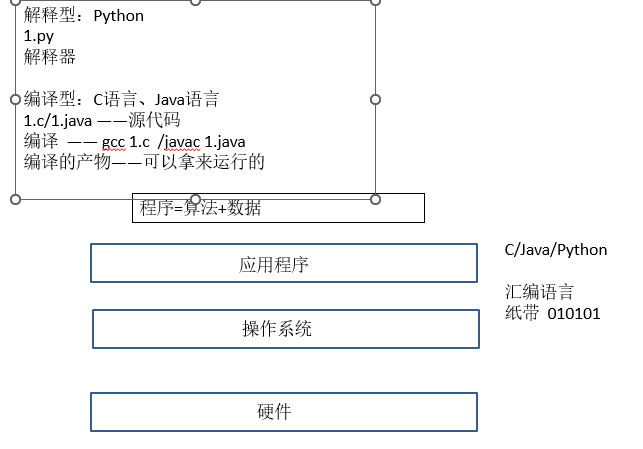 解释型：Python
1.py
解释器
编译型：C语言、Java语言
1.c/1.java ——源代码
编译 —— gcc 1.c /javac 1.java
编译的产物——可以拿来运行的
程序=算法+数据
应用程序
操作系统
硬件
C/Java/Python
汇编语言
纸带 010101